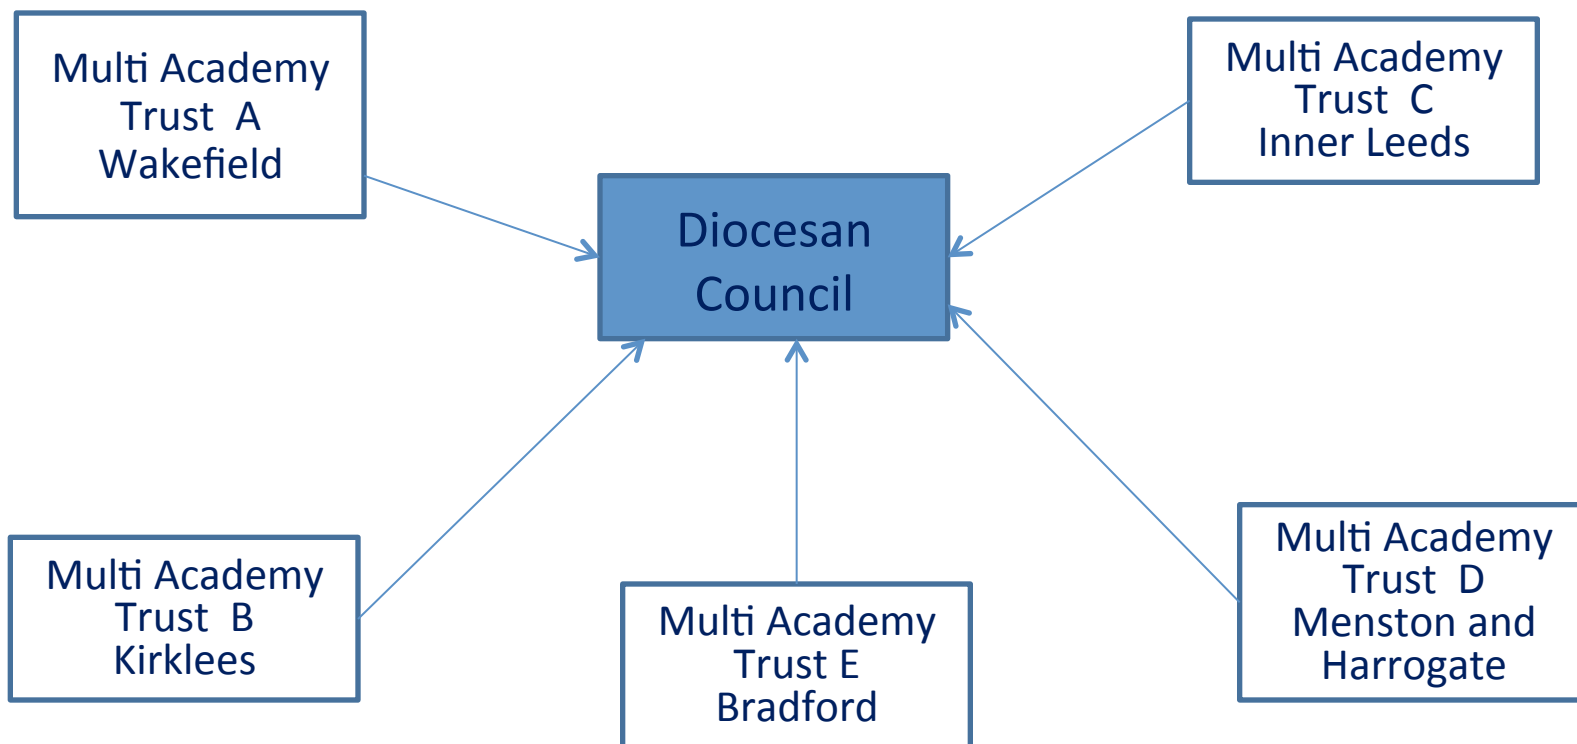 Multi Academy
Trust  A
Wakefield
Multi Academy
Trust  C
Inner Leeds
Diocesan
Council
Multi Academy
Trust  B
Kirklees
Multi Academy
Trust E
Bradford
Multi Academy
Trust  D
Menston and
Harrogate